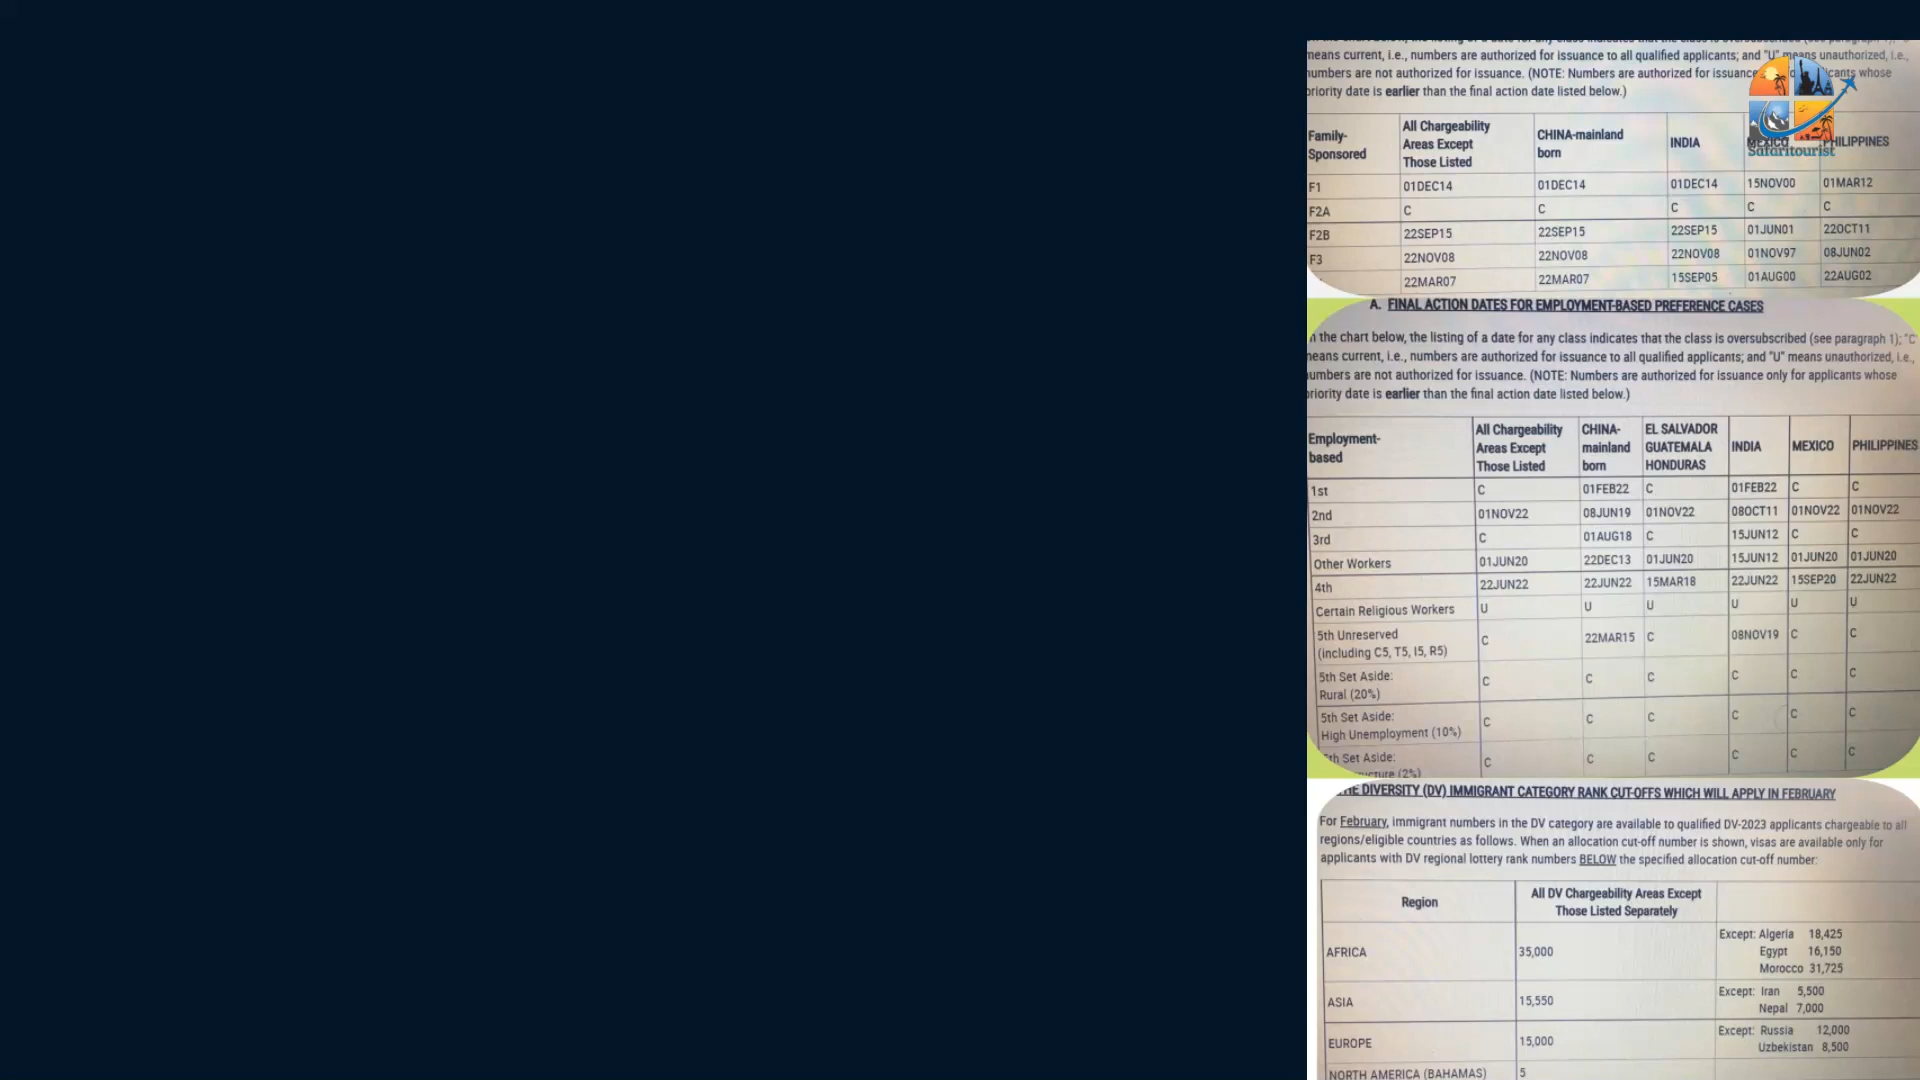 means current, i.e., numbers are authorized for issuance to all qualified applicants; and "U" means unauthorized, i.e.,
numbers are not authorized for issuance. (NOTE: Numbers are authorized for issuance whose
priority date is earlier than the final action date listed below.)
Family-Sponsored All Chargeability Areas Except Those Listed CHINA-mainland born INDIA MEXICO PHILIPPINES
Safaritourist
F1 01DEC14 01DEC14 01DEC14 15NOV00 01MAR12
F2A C C C C C
F2B 22SEP15 22SEP15 22SEP15 01JUN01 22OCT11
F3 22NOV08 22NOV08 22NOV08 01NOV97 08JUN02
22MAR07 22MAR07 15SEP05 01AUG00 22AUG02
A. FINAL ACTION DATES FOR EMPLOYMENT-BASED PREFERENCE CASES
the chart below, the listing of a date for any class indicates that the class is oversubscribed (see paragraph 1); "C
means current, i.e., numbers are authorized for issuance to all qualified applicants; and "U" means unauthorized, i.e.,
numbers are not authorized for issuance. (NOTE: Numbers are authorized for issuance only for applicants whose
priority date is earlier than the final action date listed below.)
Employment-based All Chargeability Areas Except Those Listed CHINA-mainland born EL SALVADOR GUATEMALA HONDURAS INDIA MEXICO PHILIPPINES
1st C 01FEB22 C 01FEB22 C C
2nd 01NOV22 08JUN19 01NOV22 08OCT11 01NOV22 01NOV22
3rd C 01AUG18 C 15JUN12 C C
Other Workers 01JUN20 22DEC13 01JUN20 15JUN12 01JUN20 01JUN20
4th 22JUN22 22JUN22 15MAR18 22JUN22 15SEP20 22JUN22
Certain Religious Workers U U U U U U
5th Unreserved (including C5, T5, I5, R5) C 22MAR15 C 08NOV19 C C
5th Set Aside: Rural (20%) C C C C C C
5th Set Aside: High Unemployment (10%) C C C C C C
Set Aside: (2%) C C C C C C
DIVERSITY (DV) IMMIGRANT CATEGORY RANK CUT-OFFS WHICH WILL APPLY IN FEBRUARY
For February, immigrant numbers in the DV category are available to qualified DV-2023 applicants chargeable to all
regions/eligible countries as follows. When an allocation cut-off number is shown, visas are available only for
applicants with DV regional lottery rank numbers BELOW the specified allocation cut-off number:
Region All DV Chargeability Areas Except Those Listed Separately
AFRICA 35,000 Except: Algeria 18,425
Egypt 16,150
Morocco 31,725
ASIA 15,550 Except: Iran 5,500
Nepal 7,000
EUROPE 15,000 Except: Russia 12,000
Uzbekistan 8,500
NORTH AMERICA (BAHAMAS) 5